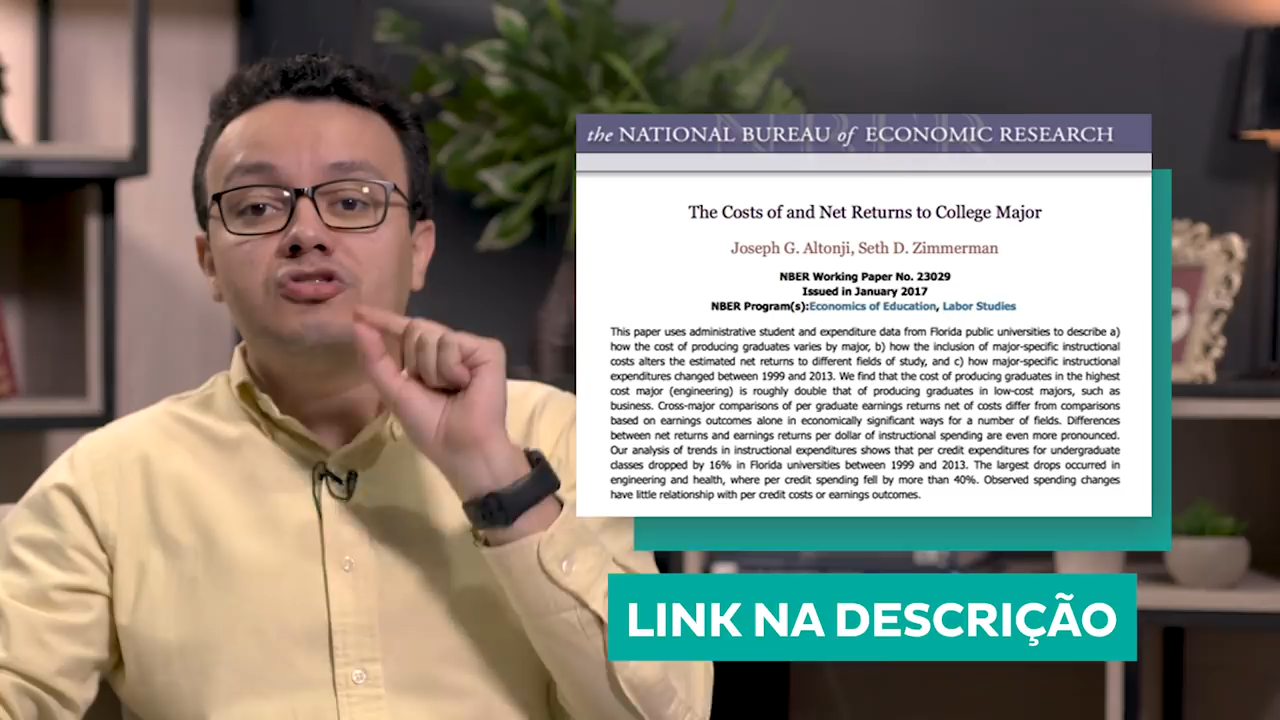 the NATIONAL BUREAU of ECONOMIC RESEARCH
The Costs of and Net Returns to College Major
Joseph G. Altonji, Seth D. Zimmerman
NBER Working Paper No. 23029
Issued in January 2017
NBER Program(s):Economics of Education, Labor Studies
This paper uses administrative student and expenditure data from Florida public universities to describe a)
how the cost of producing graduates varies by major, b) how the inclusion of major-specific instructional
costs alters the estimated net returns to different fields of study, and c) how major-specific instructional
expenditures changed between 1999 and 2013. We find that the cost of producing graduates in the highest
cost major (engineering) is roughly double that of producing graduates in low-cost majors, such as
business. Cross-major comparisons of per graduate earnings returns net of costs differ from comparisons
based on earnings outcomes alone in economically significant ways for a number of fields. Differences
between net returns and earnings returns per dollar of instructional spending are even more pronounced.
Our analysis of trends in instructional expenditures shows that per credit expenditures for undergraduate
classes dropped by 16% in Florida universities between 1999 and 2013. The largest drops occurred in
engineering and health, where per credit spending fell by more than 40%. Observed spending changes
have little relationship with per credit costs or earnings outcomes.
LINK NA DESCRIÇÃO